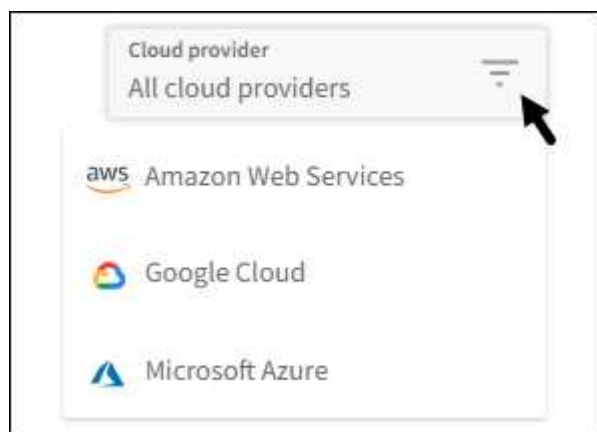 Cloud provider
All cloud providers
aws Amazon Web Services
Google Cloud
Microsoft Azure